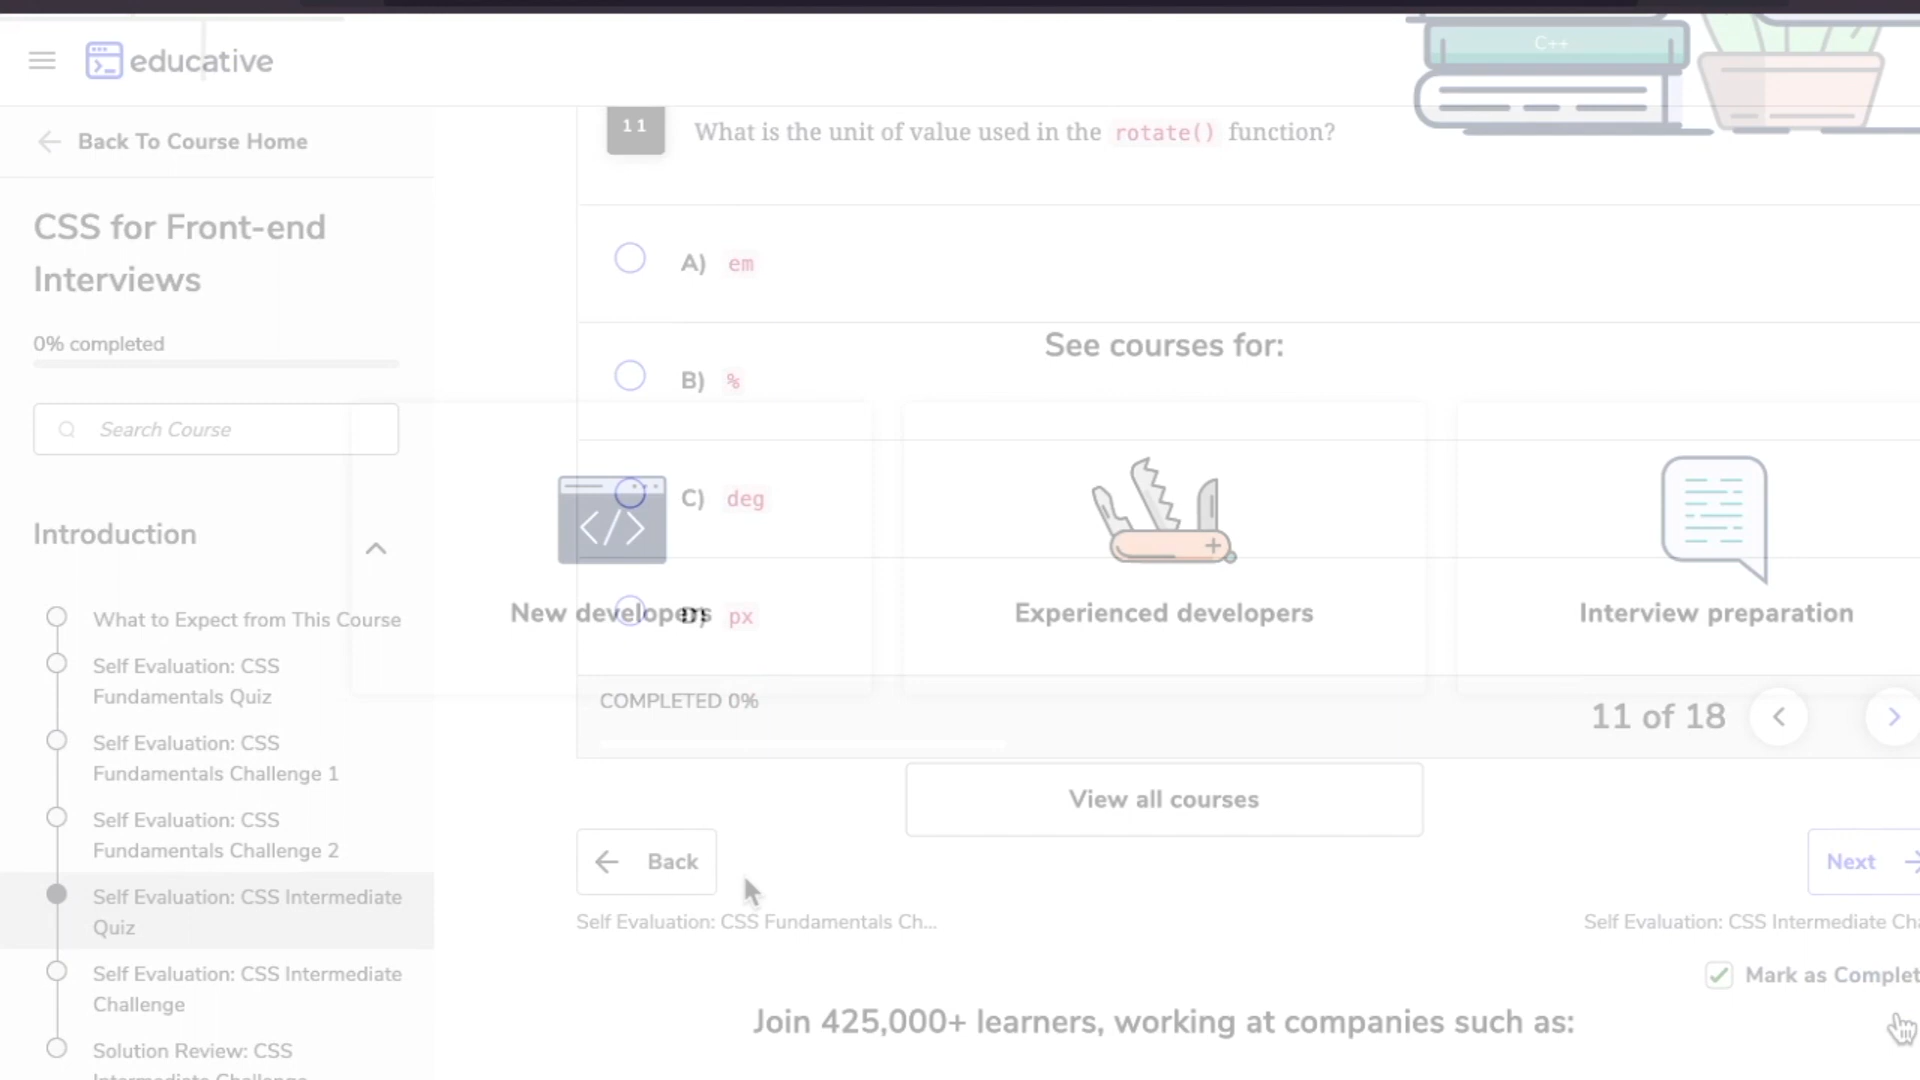 C++
educative
Back To Course Home
11
What is the unit of value used in the rotate() function?
CSS for Front-end
Interviews
0% completed
Search Course
A) em
See courses for:
B) %
C) deg
D) px
New developers
Experienced developers
Interview preparation
COMPLETED 0%
11 of 18
View all courses
Introduction
What to Expect from This Course
Self Evaluation: CSS
Fundamentals Quiz
Self Evaluation: CSS
Fundamentals Challenge 1
Self Evaluation: CSS
Fundamentals Challenge 2
Self Evaluation: CSS Intermediate
Quiz
Self Evaluation: CSS Intermediate
Challenge
Solution Review: CSS
Intermediate Challenge
Back
Next
Self Evaluation: CSS Fundamentals Ch...
Self Evaluation: CSS Intermediate Cha
Mark as Complet
Join 425,000+ learners, working at companies such as: